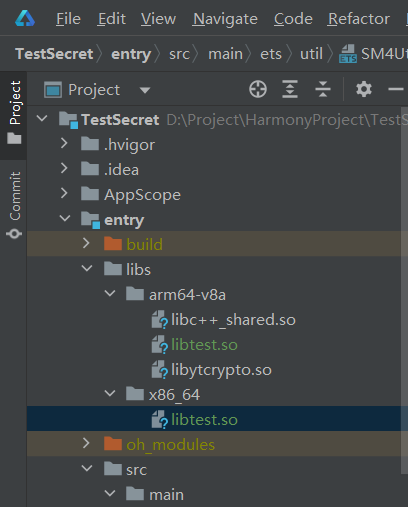 File Edit View Navigate Code Refactor
TestSecret entry src main ets util SM4Ut
Project
Project
Commit
TestSecret D:\Project\HarmonyProject\TestS
.hvigor
.idea
AppScope
entry
build
libs
arm64-v8a
libc++_shared.so
libtest.so
libytcrypto.so
x86_64
libtest.so
oh_modules
src
main